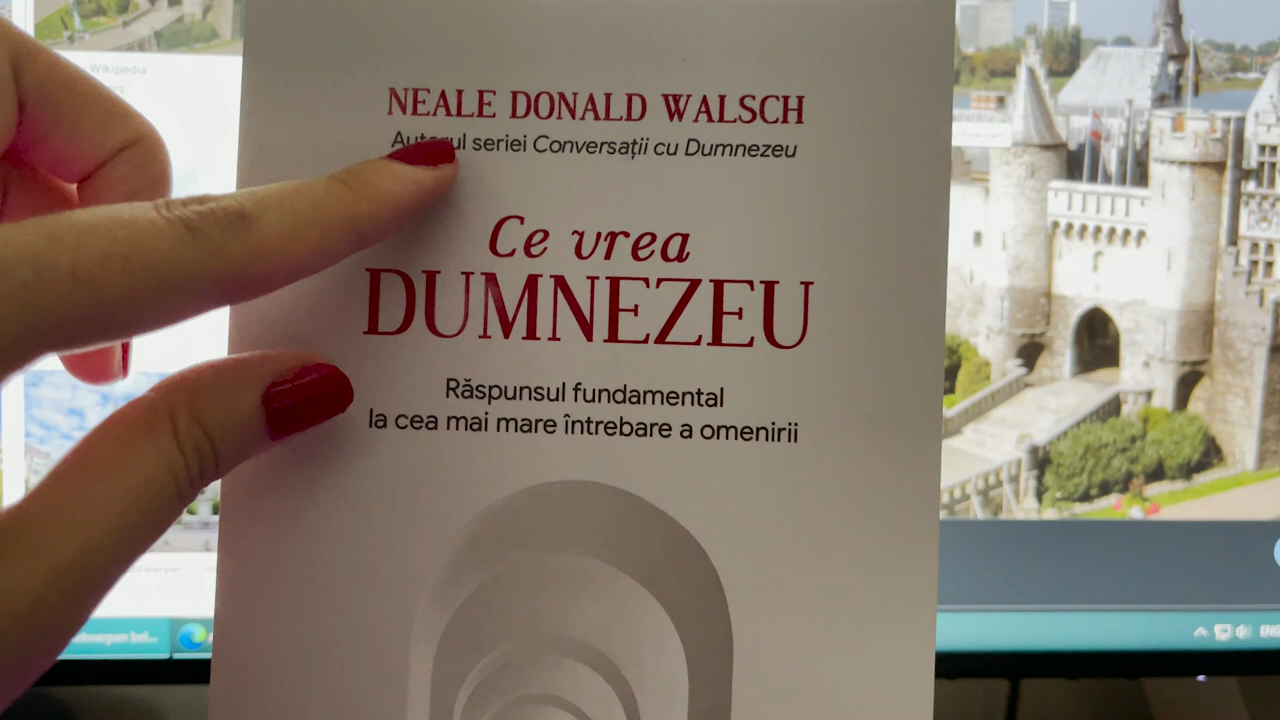 NEALE DONALD WALSCH
Autorul seriei Conversații cu Dumnezeu
Ce vrea
DUMNEZEU
Răspunsul fundamental
la cea mai mare întrebare a omenirii
Wikipedia